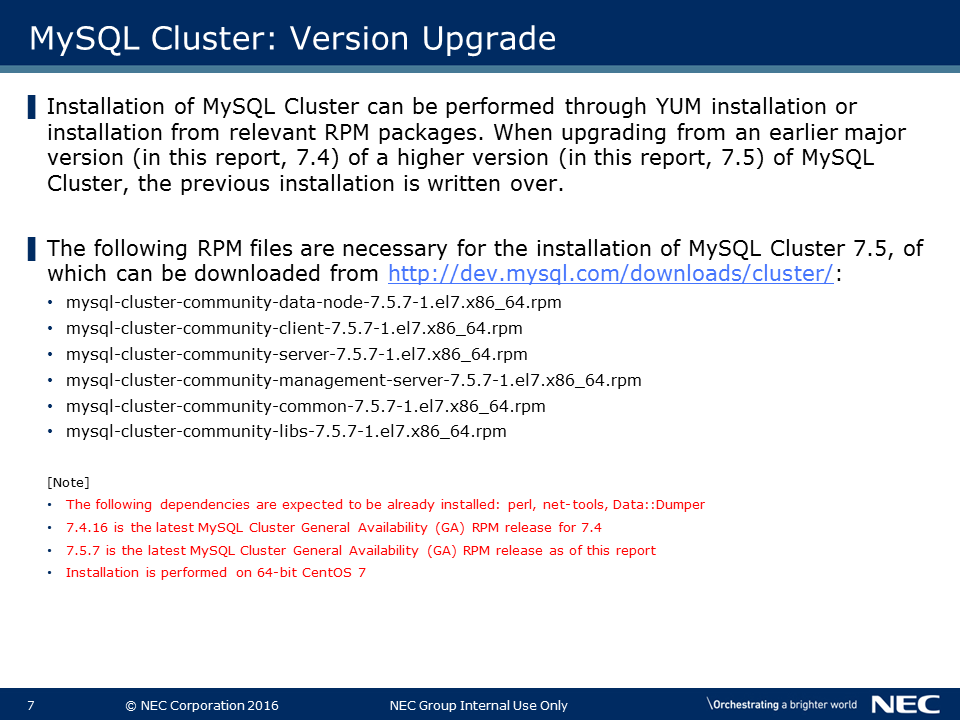 MySQL Cluster: Version Upgrade
Installation of MySQL Cluster can be performed through YUM installation or
installation from relevant RPM packages. When upgrading from an earlier major
version (in this report, 7.4) of a higher version (in this report, 7.5) of MySQL
Cluster, the previous installation is written over.
The following RPM files are necessary for the installation of MySQL Cluster 7.5, of
which can be downloaded from http://dev.mysql.com/downloads/cluster/:
• mysql-cluster-community-data-node-7.5.7-1.el7.x86_64.rpm
• mysql-cluster-community-client-7.5.7-1.el7.x86_64.rpm
• mysql-cluster-community-server-7.5.7-1.el7.x86_64.rpm
• mysql-cluster-community-management-server-7.5.7-1.el7.x86_64.rpm
• mysql-cluster-community-common-7.5.7-1.el7.x86_64.rpm
• mysql-cluster-community-libs-7.5.7-1.el7.x86_64.rpm
[Note]
• The following dependencies are expected to be already installed: perl, net-tools, Data::Dumper
• 7.4.16 is the latest MySQL Cluster General Availability (GA) RPM release for 7.4
• 7.5.7 is the latest MySQL Cluster General Availability (GA) RPM release as of this report
• Installation is performed on 64-bit CentOS 7
7 © NEC Corporation 2016 NEC Group Internal Use Only \Orchestrating a brighter world NEC